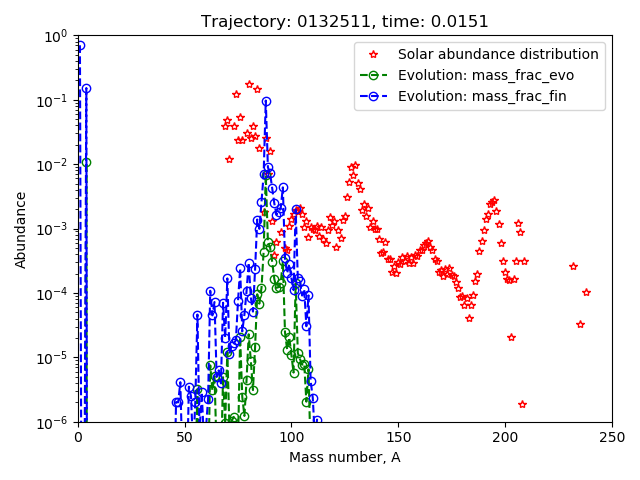 Trajectory: 0132511, time: 0.0151
Solar abundance distribution
Evolution: mass_frac_evo
Evolution: mass_frac_fin
Abundance
10^0
10^−1
10^−2
10^−3
10^−4
10^−5
10^−6
0 50 100 150 200 250
Mass number, A